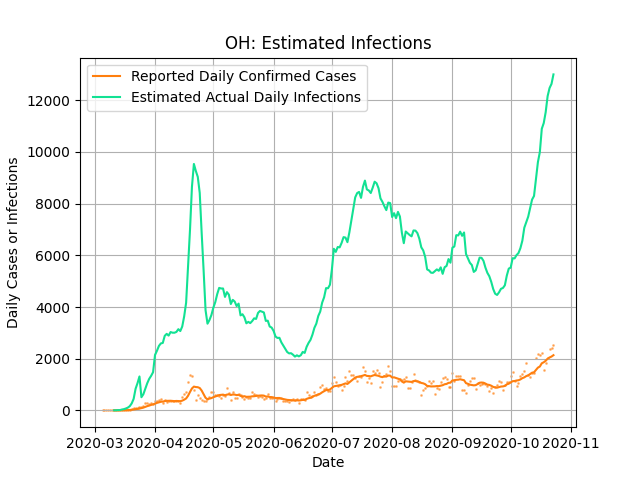 OH: Estimated Infections
Reported Daily Confirmed Cases
Estimated Actual Daily Infections
12000
10000
8000
6000
4000
2000
0
Daily Cases or Infections
2020-03 2020-04 2020-05 2020-06 2020-07 2020-08 2020-09 2020-10 2020-11
Date